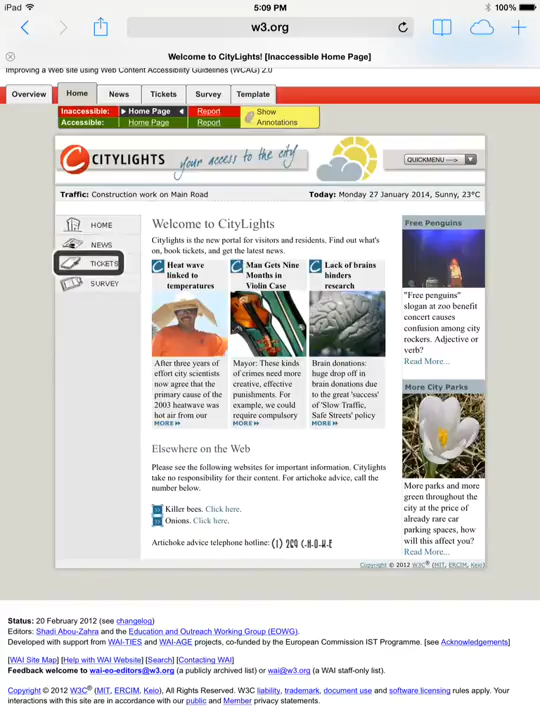 iPad 5:09 PM 100%
w3.org
Welcome to CityLights! [Inaccessible Home Page]
Improving a Web site using Web Content Accessibility Guidelines (WCAG) 2.0
Overview Home News Tickets Survey Template
Inaccessible: Home Page Report
Accessible: Home Page Report
Show
Annotations
CITYLIGHTS your access to the city
QUICKMENU ---->
Traffic: Construction work on Main Road Today: Monday 27 January 2014, Sunny, 23°C
HOME
NEWS
TICKETS
SURVEY
Welcome to CityLights
Citylights is the new portal for visitors and residents. Find out what's
on, book tickets, and get the latest news.
Heat wave
linked to
temperatures
After three years of
effort city scientists
now agree that the
primary cause of the
2003 heatwave was
hot air from our
MORE
Man Gets Nine
Months in
Violin Case
Mayor: These kinds
of crimes need more
creative, effective
punishments. For
example, we could
require compulsory
MORE
Lack of brains
hinders
research
Brain donations:
huge drop off in
brain donations due
to the great 'success'
of 'Slow Traffic,
Safe Streets' policy
MORE
Elsewhere on the Web
Please see the following websites for important information. Citylights
take no responsibility for their content. For artichoke advice, call the
number below.
Killer bees. Click here.
Onions. Click here.
Artichoke advice telephone hotline: (1) 269 C-H-O-K-E
Free Penguins
"Free penguins"
slogan at zoo benefit
concert causes
confusion among city
rockers. Adjective or
verb?
Read More...
More City Parks
More parks and more
green throughout the
city at the price of
already rare car
parking spaces, how
will this affect you?
Read More...
Copyright © 2012 W3C® (MIT, ERCIM, Keio)
Status: 20 February 2012 (see changelog)
Editors: Shadi Abou-Zahra and the Education and Outreach Working Group (EOWG).
Developed with support from WAI-TIES and WAI-AGE projects, co-funded by the European Commission IST Programme. [see Acknowledgements]
[WAI Site Map] [Help with WAI Website] [Search] [Contacting WAI]
Feedback welcome to wai-eo-editors@w3.org (a publicly archived list) or wai@w3.org (a WAI staff-only list).
Copyright © 2012 W3C® (MIT, ERCIM, Keio), All Rights Reserved. W3C liability, trademark, document use and software licensing rules apply. Your
interactions with this site are in accordance with our public and Member privacy statements.